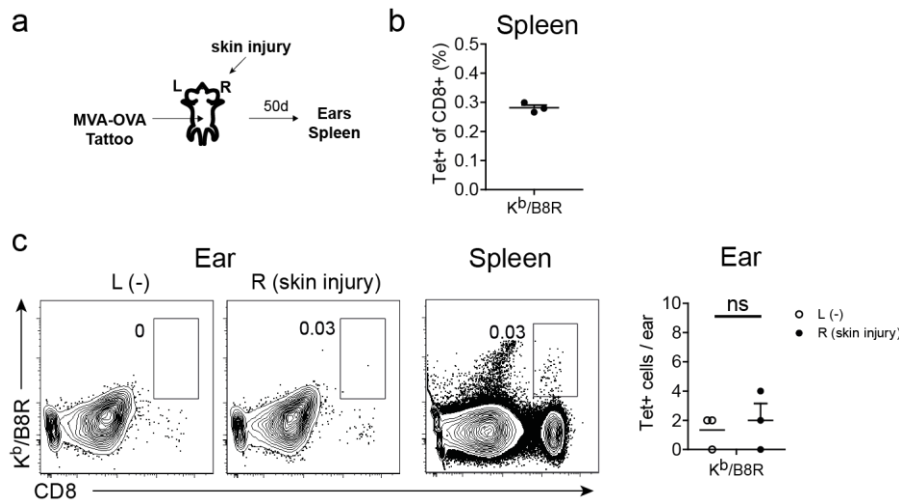 a
skin injury
L R
MVA-OVA
Tattoo
50d
Ears
Spleen
b
Spleen
Tet+ of CD8+ (%)
0.5
0.4
0.3
0.2
0.1
0.0
Kᵇ/B8R
c
Ear
L (-)
R (skin injury)
Spleen
0
0.03
0.03
Kᵇ/B8R
CD8
Ear
Tet+ cells / ear
10
8
6
4
2
0
ns
Kᵇ/B8R
L (-)
R (skin injury)